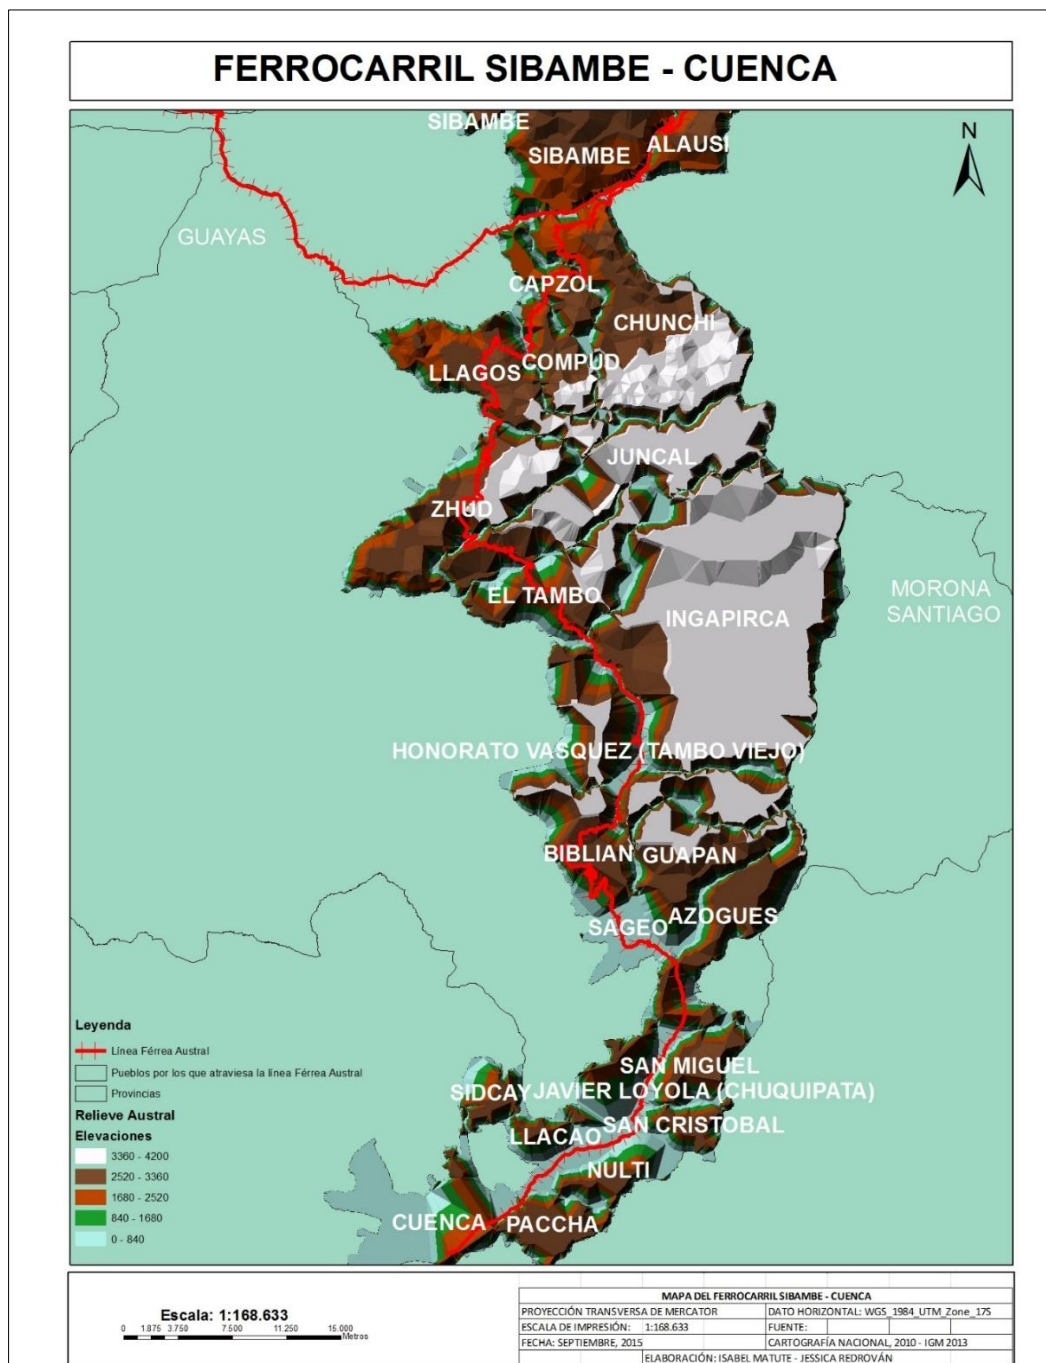 FERROCARRIL SIBAMBE - CUENCA
SIBAMBE
ALAUSI
SIBAMBE
N
GUAYAS
CAPZOL
CHUNCHI
COMPUD
LLAGOS
JUNCAL
ZHUD
EL TAMBO
MORONA
SANTIAGO
INGAPIRCA
HONORATO VASQUEZ (TAMBO VIEJO)
BIBLIAN
GUAPAN
AZOGUES
SAGEO
SAN MIGUEL
SIDCAY
JAVIER LOYOLA (CHUQUIPATA)
SAN CRISTOBAL
LLACAO
NULTI
CUENCA
PACCHA
Leyenda
Línea Férrea Austral
Pueblos por los que atraviesa la línea Férrea Austral
Provincias
Relieve Austral
Elevaciones
3360 - 4200
2520 - 3360
1680 - 2520
840 - 1680
0 - 840
Escala: 1:168.633
0 1.875 3.750 7.500 11.250 15.000
Metros
MAPA DEL FERROCARRIL SIBAMBE - CUENCA
PROYECCIÓN TRANSVERSA DE MERCATOR DATO HORIZONTAL: WGS_1984_UTM_Zone_17S
ESCALA DE IMPRESIÓN: 1:168.633 FUENTE:
FECHA: SEPTIEMBRE, 2015 CARTOGRAFÍA NACIONAL, 2010 - IGM 2013
ELABORACIÓN: ISABEL MATUTE - JESSICA REDROVÁN